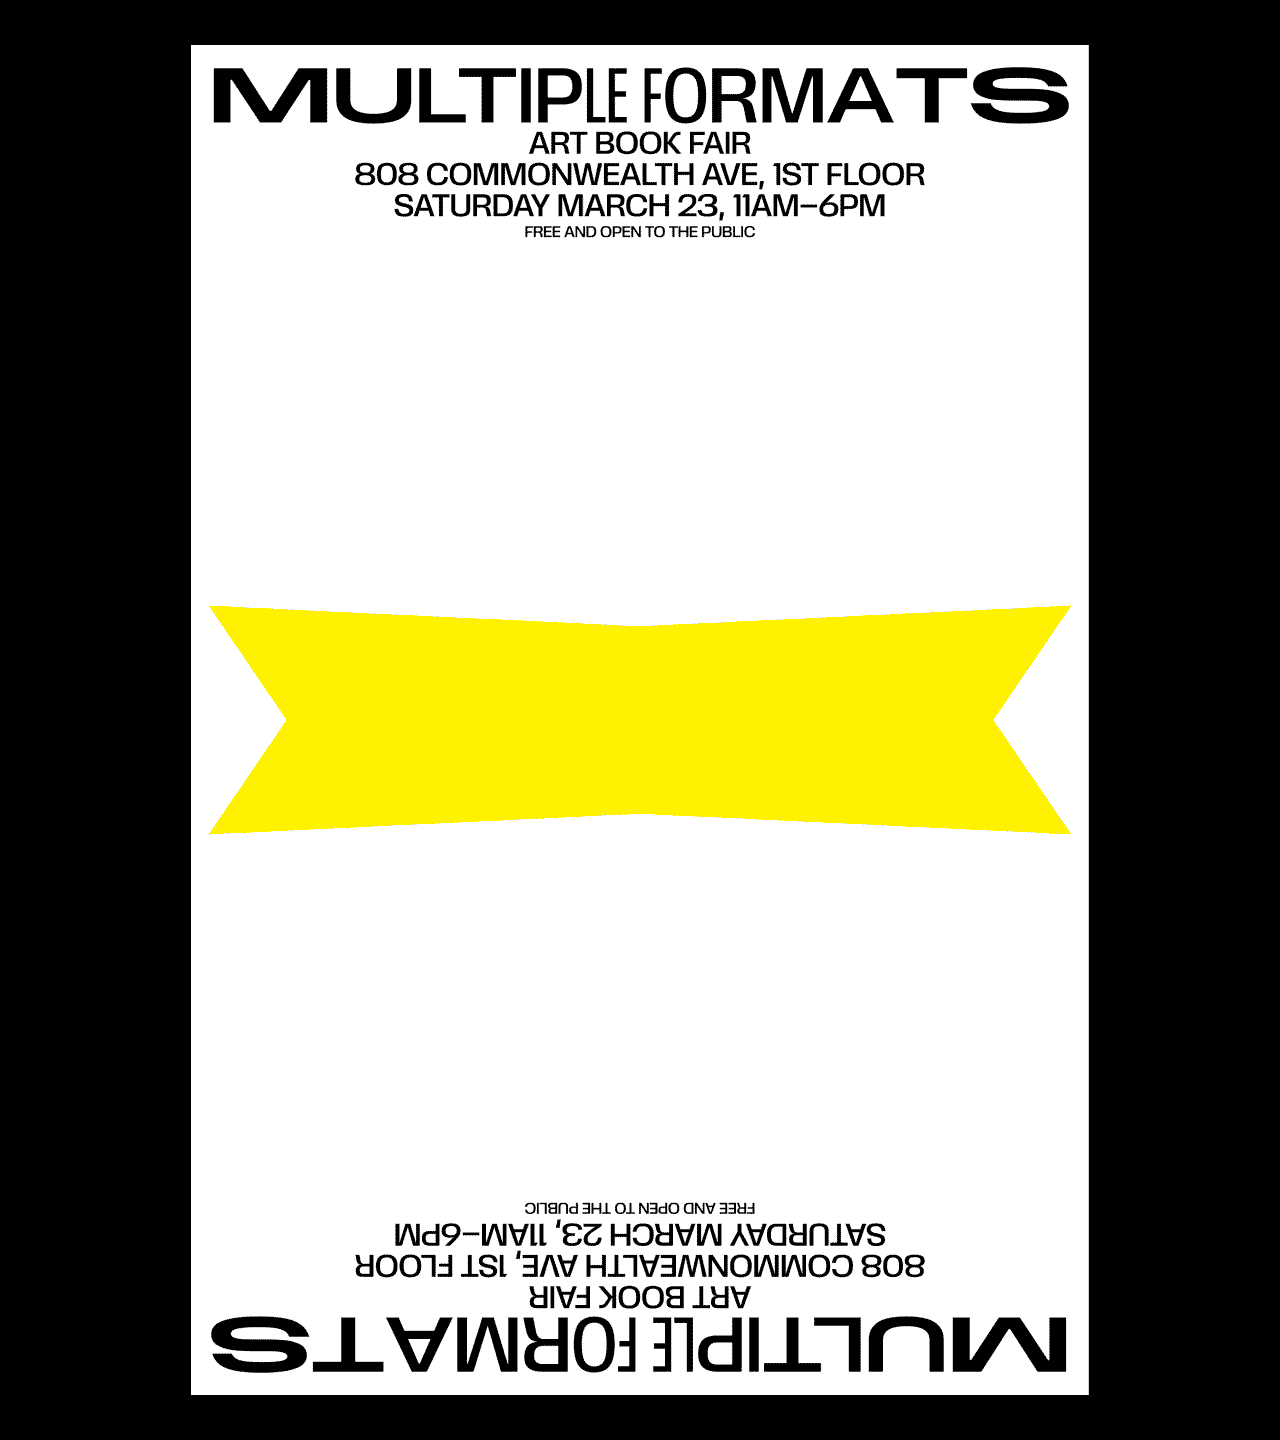 MULTIPLE FORMATS
ART BOOK FAIR
808 COMMONWEALTH AVE, 1ST FLOOR
SATURDAY MARCH 23, 11AM–6PM
FREE AND OPEN TO THE PUBLIC
FREE AND OPEN TO THE PUBLIC
SATURDAY MARCH 23, 11AM–6PM
808 COMMONWEALTH AVE, 1ST FLOOR
ART BOOK FAIR
MULTIPLE FORMATS